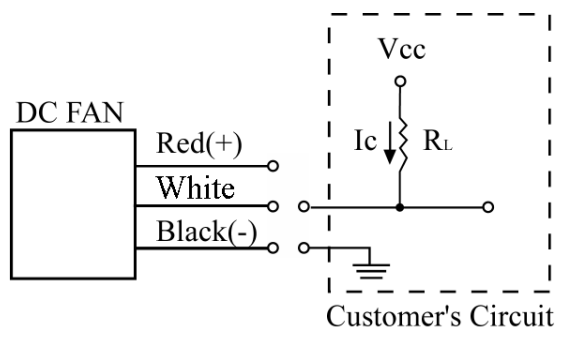 Vcc
DC FAN
Red(+)
Ic RL
White
Black(-)
Customer's Circuit